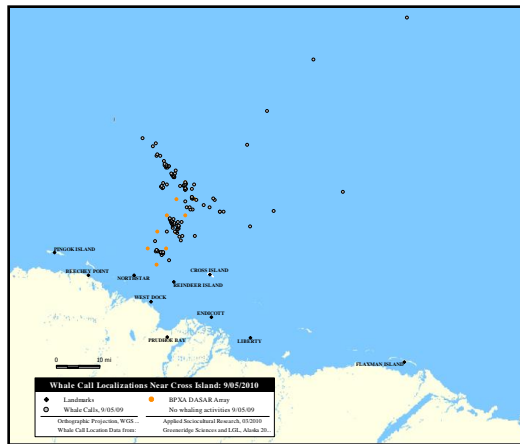 PINGOK ISLAND
BEECHEY POINT
NORTHSTAR
CROSS ISLAND
REINDEER ISLAND
WEST DOCK
ENDICOTT
PRUDHOE BAY
LIBERTY
FLAXMAN ISLAND
0 10 mi
Whale Call Localizations Near Cross Island: 9/05/2010
Landmarks
BPXA DASAR Array
Whale Calls, 9/05/09
No whaling activities 9/05/09
Orthographic Projection, WGS ...
Applied Sociocultural Research, 03/2010
Whale Call Location Data from:
Greeneridge Sciences and LGL, Alaska 20...